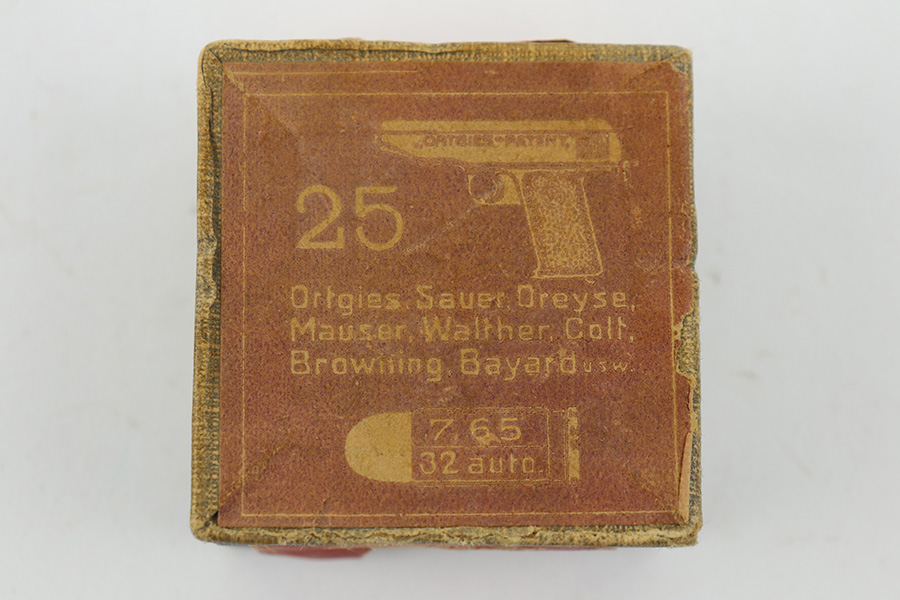 ORTGIES-PATENT.
25
Ortgies, Sauer, Dreyse,
Mauser, Walther, Colt,
Browning, Bayard usw.
7,65
32 auto.